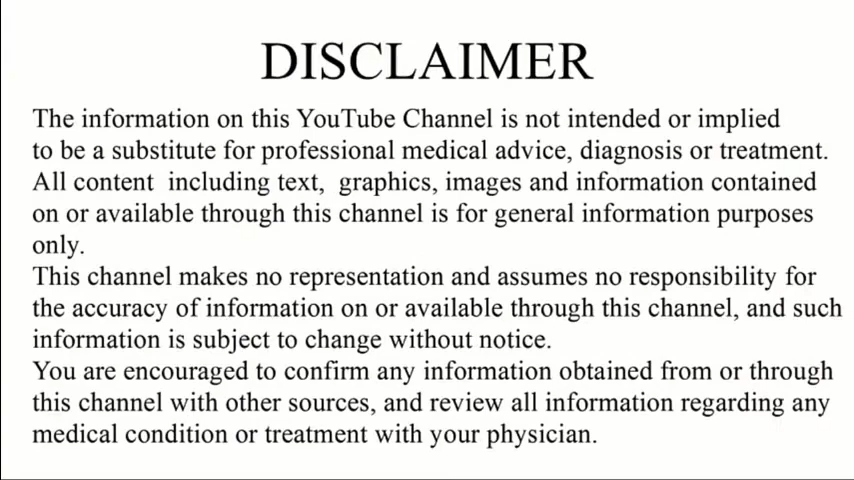 DISCLAIMER
The information on this YouTube Channel is not intended or implied
to be a substitute for professional medical advice, diagnosis or treatment.
All content  including text,  graphics, images and information contained
on or available through this channel is for general information purposes
only.
This channel makes no representation and assumes no responsibility for
the accuracy of information on or available through this channel, and such
information is subject to change without notice.
You are encouraged to confirm any information obtained from or through
this channel with other sources, and review all information regarding any
medical condition or treatment with your physician.